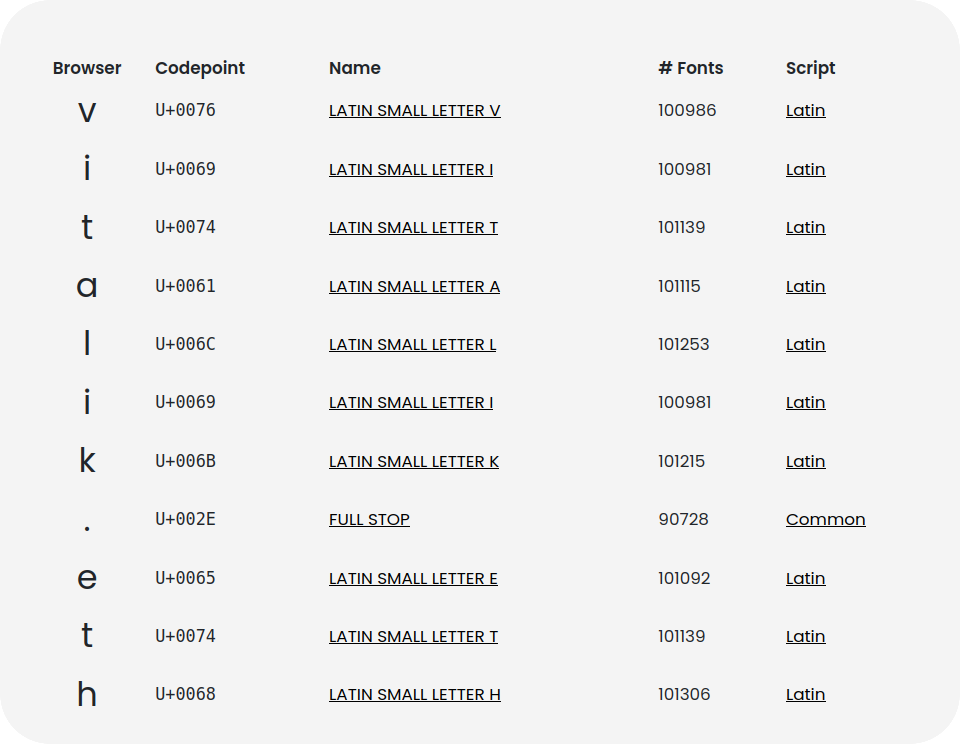 Browser Codepoint Name # Fonts Script
v U+0076 LATIN SMALL LETTER V 100986 Latin
i U+0069 LATIN SMALL LETTER I 100981 Latin
t U+0074 LATIN SMALL LETTER T 101139 Latin
a U+0061 LATIN SMALL LETTER A 101115 Latin
l U+006C LATIN SMALL LETTER L 101253 Latin
i U+0069 LATIN SMALL LETTER I 100981 Latin
k U+006B LATIN SMALL LETTER K 101215 Latin
. U+002E FULL STOP 90728 Common
e U+0065 LATIN SMALL LETTER E 101092 Latin
t U+0074 LATIN SMALL LETTER T 101139 Latin
h U+0068 LATIN SMALL LETTER H 101306 Latin